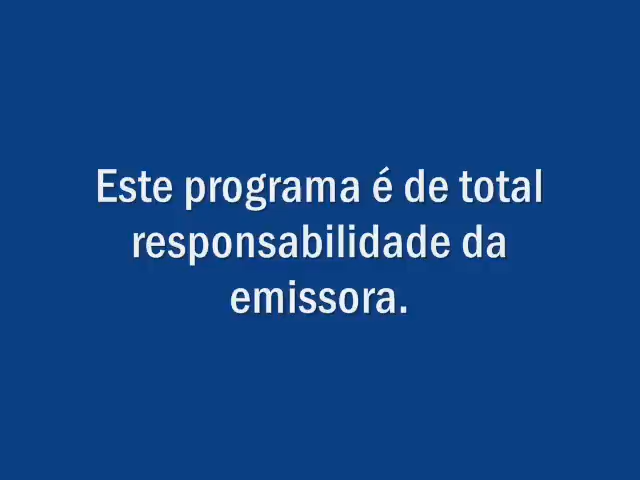 Este programa é de total
responsabilidade da
emissora.